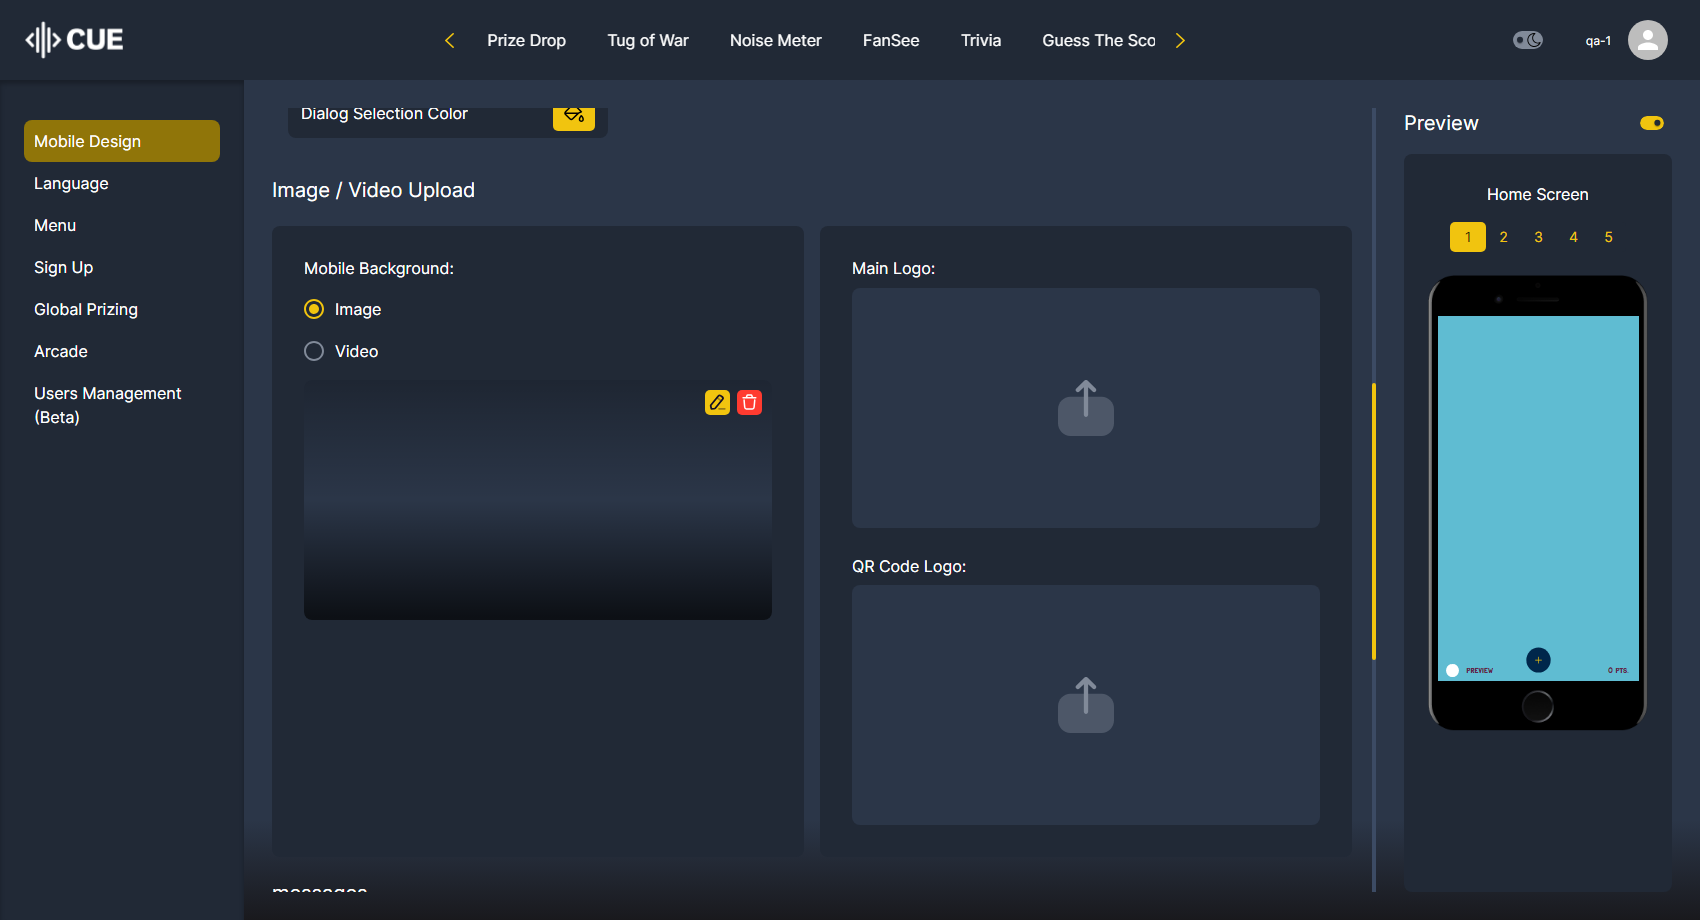 CUE
Prize Drop
Tug of War
Noise Meter
FanSee
Trivia
Guess The Sco
qa-1
Mobile Design
Language
Menu
Sign Up
Global Prizing
Arcade
Users Management
(Beta)
Dialog Selection Color
Image / Video Upload
Mobile Background:
Image
Video
Main Logo:
QR Code Logo:
messages
Preview
Home Screen
1 2 3 4 5
PREVIEW
+
0 PTS